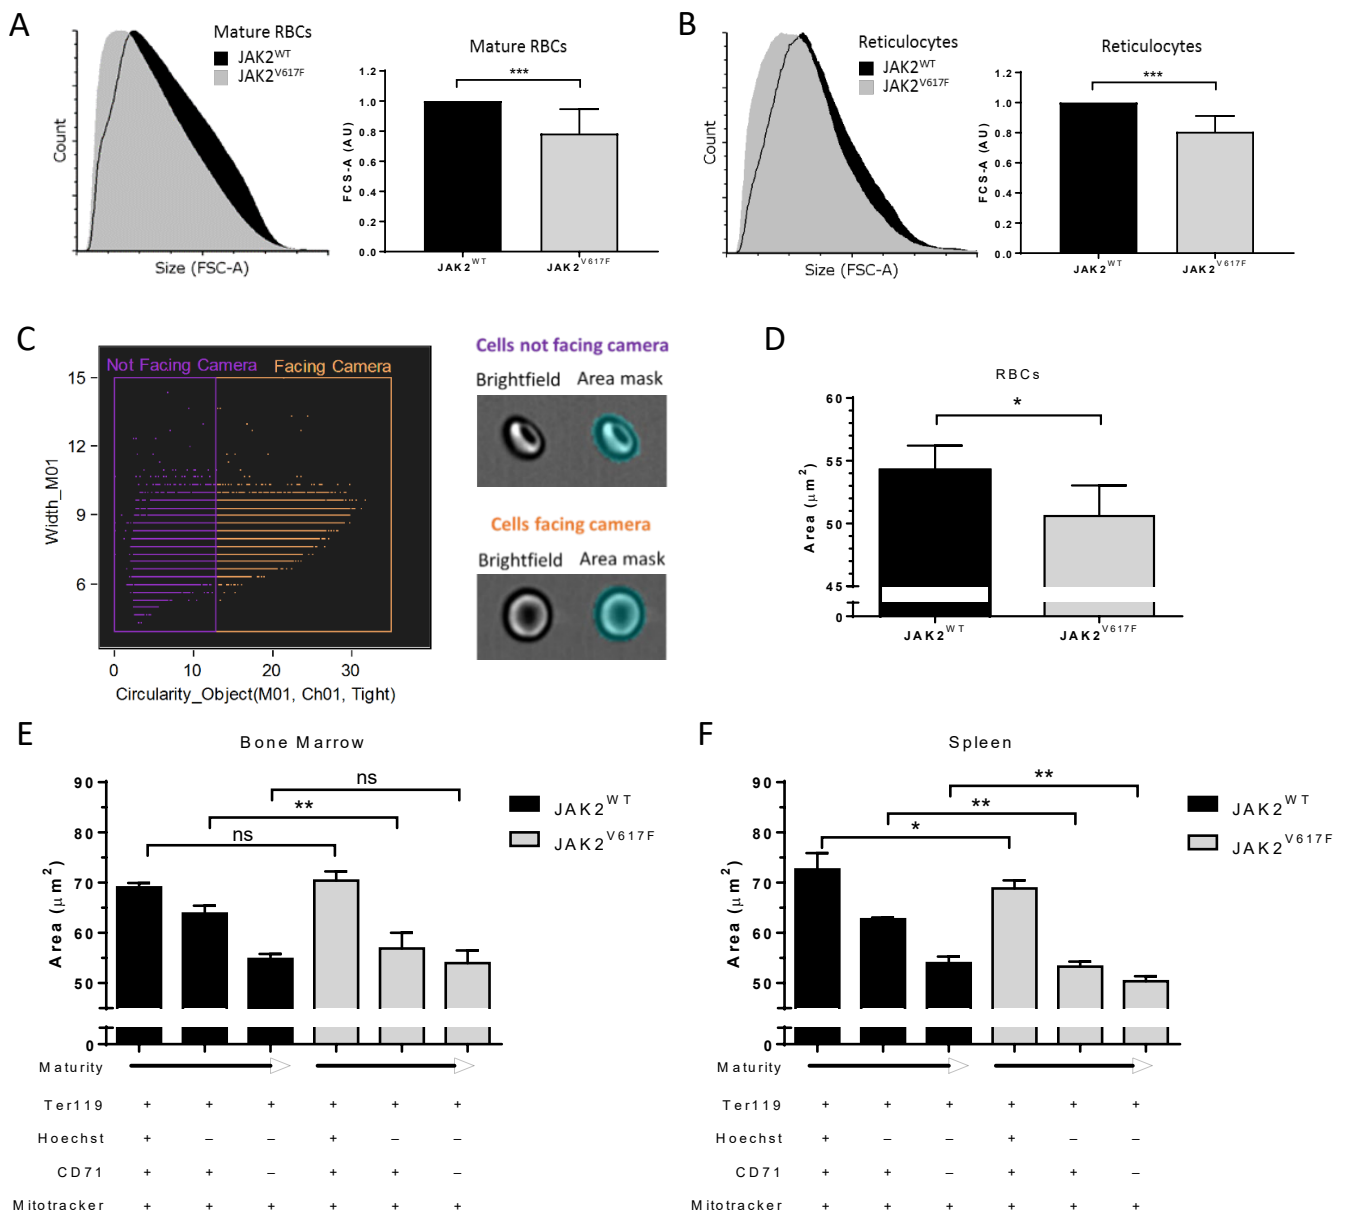 A
Mature RBCs
JAK2WT
JAK2V617F
Count
Size (FSC-A)
Mature RBCs
***
FCS-A (AU)
1.2
1.0
0.8
0.6
0.4
0.2
0.0
JAK2WT
JAK2V617F
B
Reticulocytes
JAK2WT
JAK2V617F
Count
Size (FSC-A)
Reticulocytes
***
FCS-A (AU)
1.2
1.0
0.8
0.6
0.4
0.2
0.0
JAK2WT
JAK2V617F
C
Not Facing Camera
Facing Camera
Width_M01
15
12
9
6
0 10 20 30
Circularity_Object(M01, Ch01, Tight)
Cells not facing camera
Brightfield Area mask
Cells facing camera
Brightfield Area mask
D
RBCs
*
Area (μm2)
60
55
50
45
0
JAK2WT
JAK2V617F
E
Bone Marrow
ns
**
ns
Area (μm2)
90
80
70
60
50
0
JAK2WT
JAK2V617F
Maturity
Ter119 + + + + + +
Hoechst + – – + – –
CD71 + + – + + –
Mitotracker + + + + + +
F
Spleen
**
**
*
Area (μm2)
90
80
70
60
50
0
JAK2WT
JAK2V617F
Maturity
Ter119 + + + + + +
Hoechst + – – + – –
CD71 + + – + + –
Mitotracker + + + + + +